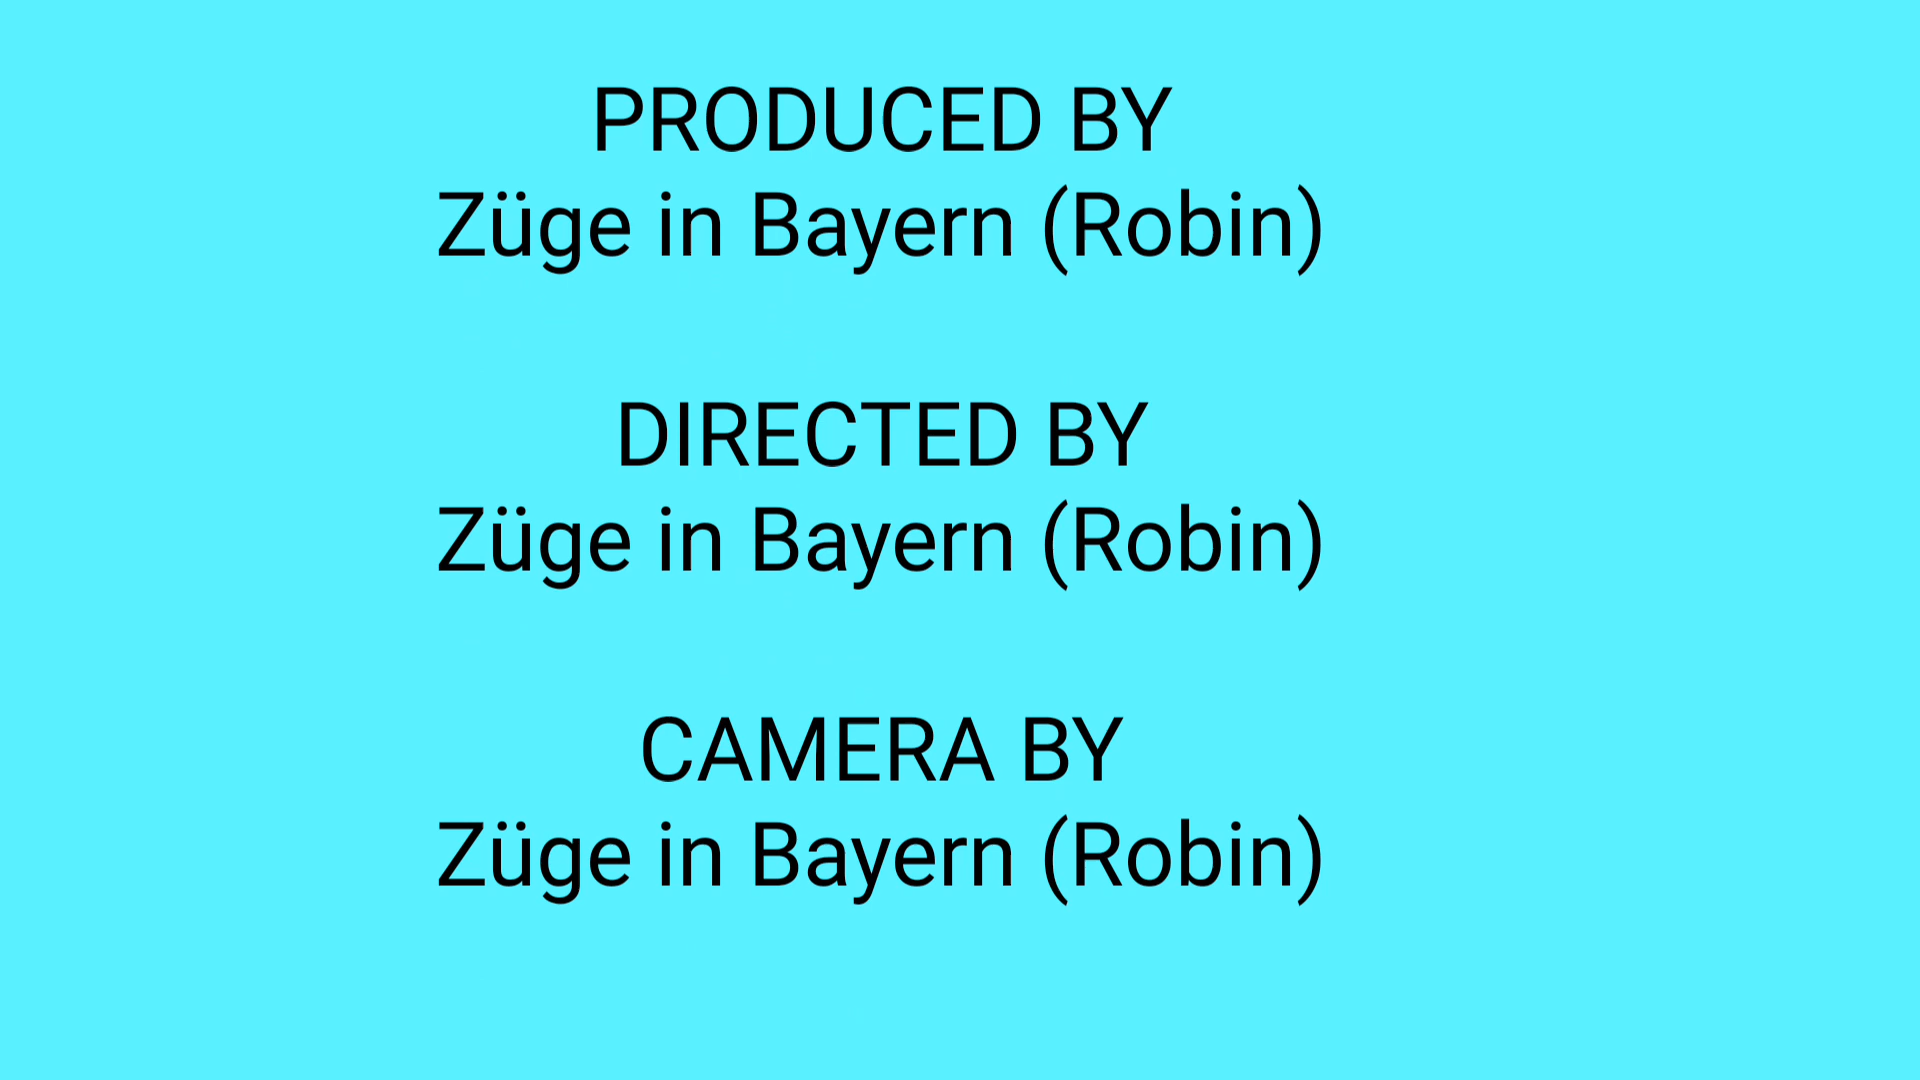 PRODUCED BY
Züge in Bayern (Robin)
DIRECTED BY
Züge in Bayern (Robin)
CAMERA BY
Züge in Bayern (Robin)